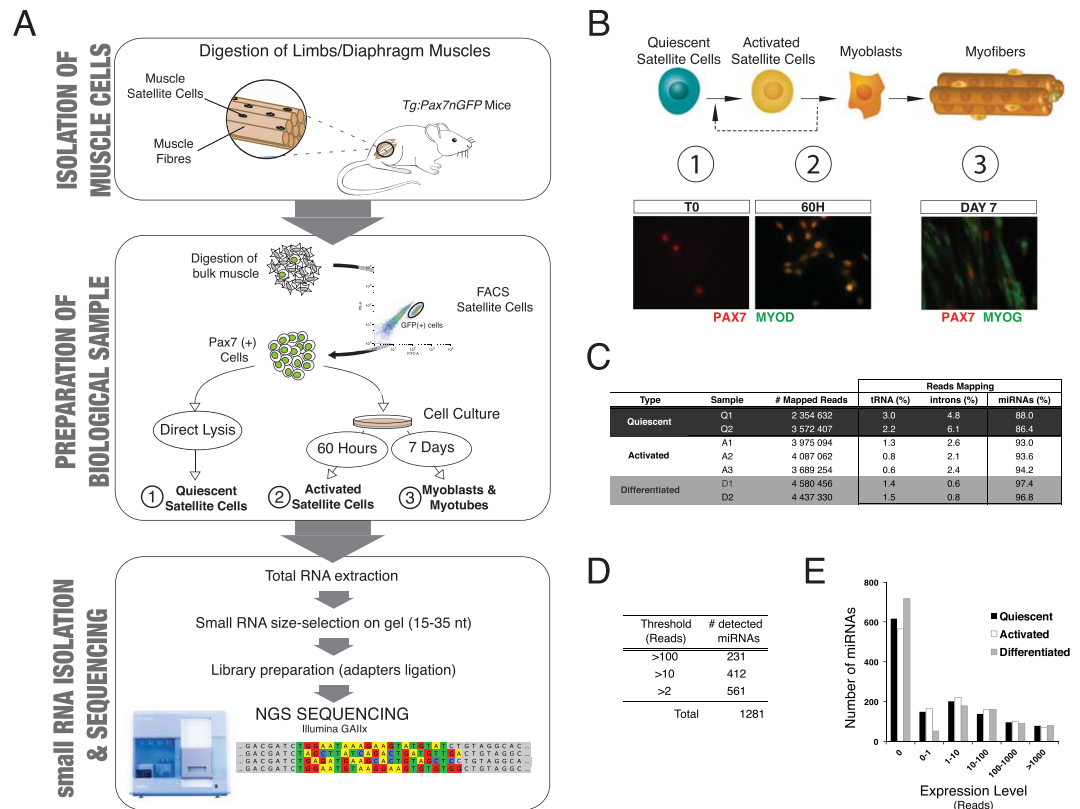 A
ISOLATION OF
MUSCLE CELLS
Digestion of Limbs/Diaphragm Muscles
Muscle
Satellite Cells
Tg:Pax7nGFP Mice
Muscle
Fibres
PREPARATION OF
BIOLOGICAL SAMPLE
Digestion of
bulk muscle
FACS
Satellite Cells
GFP(+) cells
FITC-A
Pax7 (+)
Cells
Cell Culture
Direct Lysis
60 Hours
7 Days
1 Quiescent
Satellite Cells
2 Activated
Satellite Cells
3 Myoblasts &
Myotubes
small RNA ISOLATION
& SEQUENCING
Total RNA extraction
Small RNA size-selection on gel (15-35 nt)
Library preparation (adapters ligation)
NGS SEQUENCING
Illumina GAIIx
... GACGATCTGGAATAAAGAAGTATGTATCTGTAGGCAC ...
... GACGATCTAGCTTATCAGACTGATGTTGACTGTAGGC ...
... GACGATCTGAGATGAAGCACTGTAGCTCCTGTAGGCA ...
... GACGATCTGGAATGTAAGGAAGTGTGTGGCTGTAGGC ...
B
Quiescent
Satellite Cells
Activated
Satellite Cells
Myoblasts
Myofibers
1
2
3
T0
60H
DAY 7
PAX7 MYOD
PAX7 MYOG
C
Reads Mapping
Type Sample # Mapped Reads tRNA (%) introns (%) miRNAs (%)
Quiescent
Q1 2 354 632 3.0 4.8 88.0
Q2 3 572 407 2.2 6.1 86.4
Activated
A1 3 975 094 1.3 2.6 93.0
A2 4 087 062 0.8 2.1 93.6
A3 3 689 254 0.6 2.4 94.2
Differentiated
D1 4 580 456 1.4 0.6 97.4
D2 4 437 330 1.5 0.8 96.8
D
Threshold
(Reads)
# detected
miRNAs
>100 231
>10 412
>2 561
Total 1281
E
Number of miRNAs
800
600
400
200
0
Quiescent
Activated
Differentiated
0 0-1 1-10 10-100 100-1000 >1000
Expression Level
(Reads)